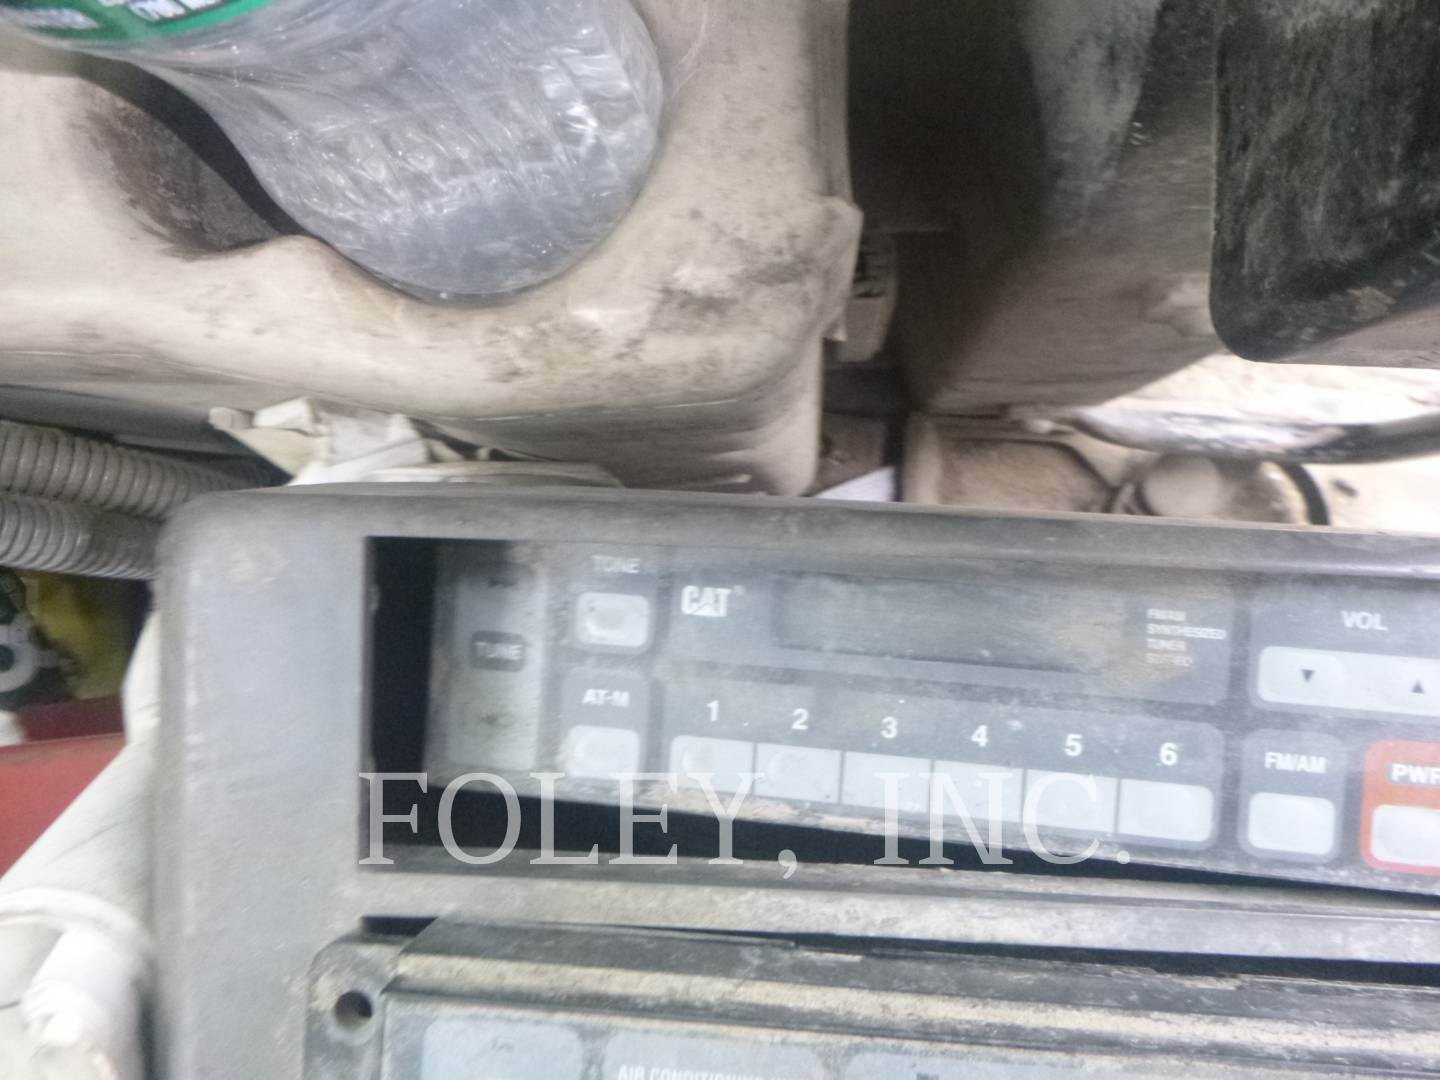 TONE
CAT
TUNE
AT-M
FM/AM
SYNTHESIZED
TUNER
VOL
1 2 3 4 5 6
FM/AM
PWR
FOLEY, INC.
AIR CONDITIONING